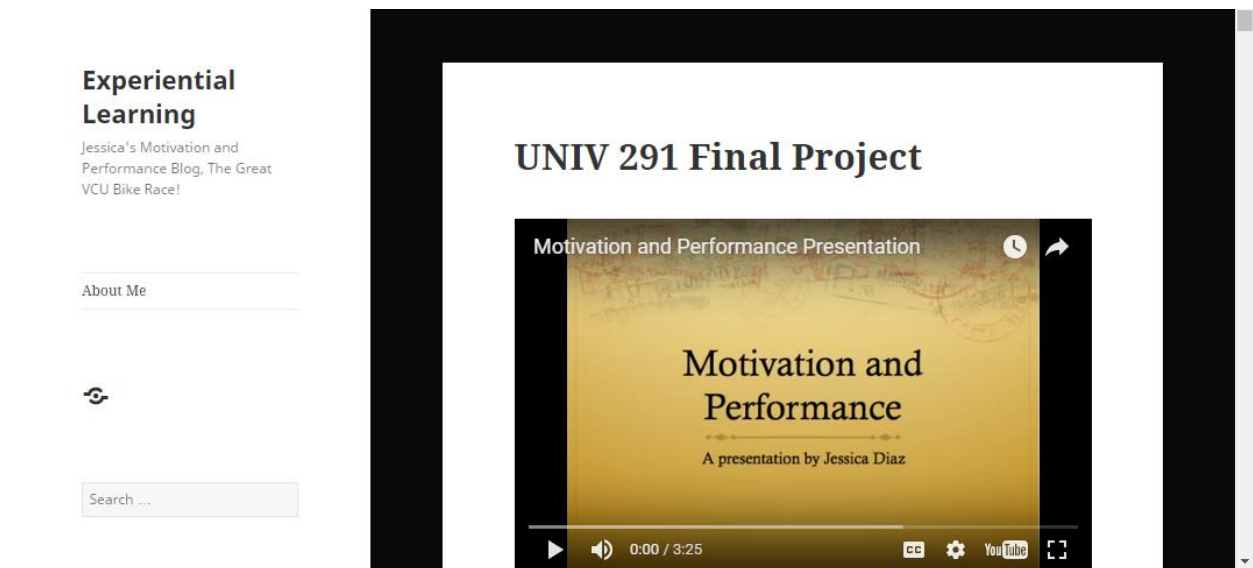 Experiential
Learning
Jessica's Motivation and
Performance Blog, The Great
VCU Bike Race!
About Me
Search ...
UNIV 291 Final Project
Motivation and Performance Presentation
Motivation and
Performance
A presentation by Jessica Diaz
0:00 / 3:25
CC
YouTube